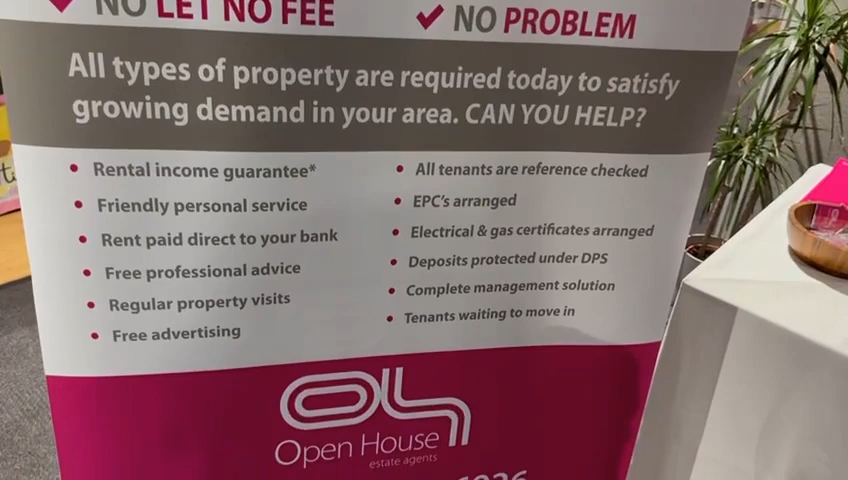 NO LET NO FEE
NO PROBLEM
All types of property are required today to satisfy
growing demand in your area. CAN YOU HELP?
• Rental income guarantee*
• Friendly personal service
• Rent paid direct to your bank
• Free professional advice
• Regular property visits
• Free advertising
• All tenants are reference checked
• EPC's arranged
• Electrical & gas certificates arranged
• Deposits protected under DPS
• Complete management solution
• Tenants waiting to move in
Open House
estate agents